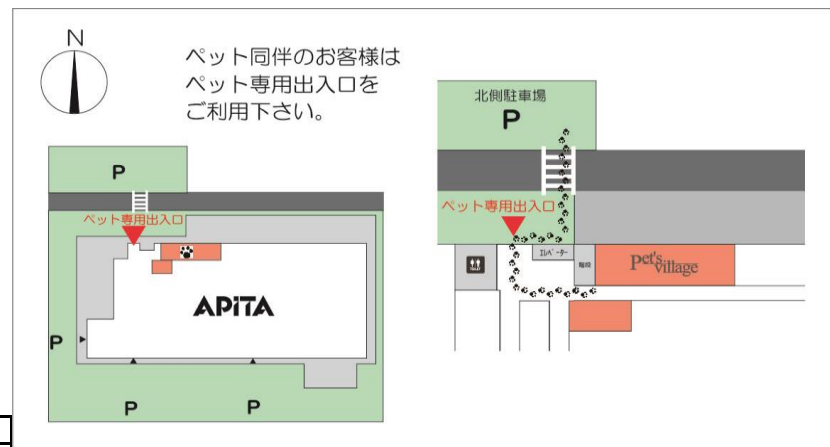 N
ペット同伴のお客様は
ペット専用出入口を
ご利用下さい。
P
ペット専用出入口
APiTA
P
P
P
北側駐車場
P
ペット専用出入口
エレベーター
階段
Pet's village